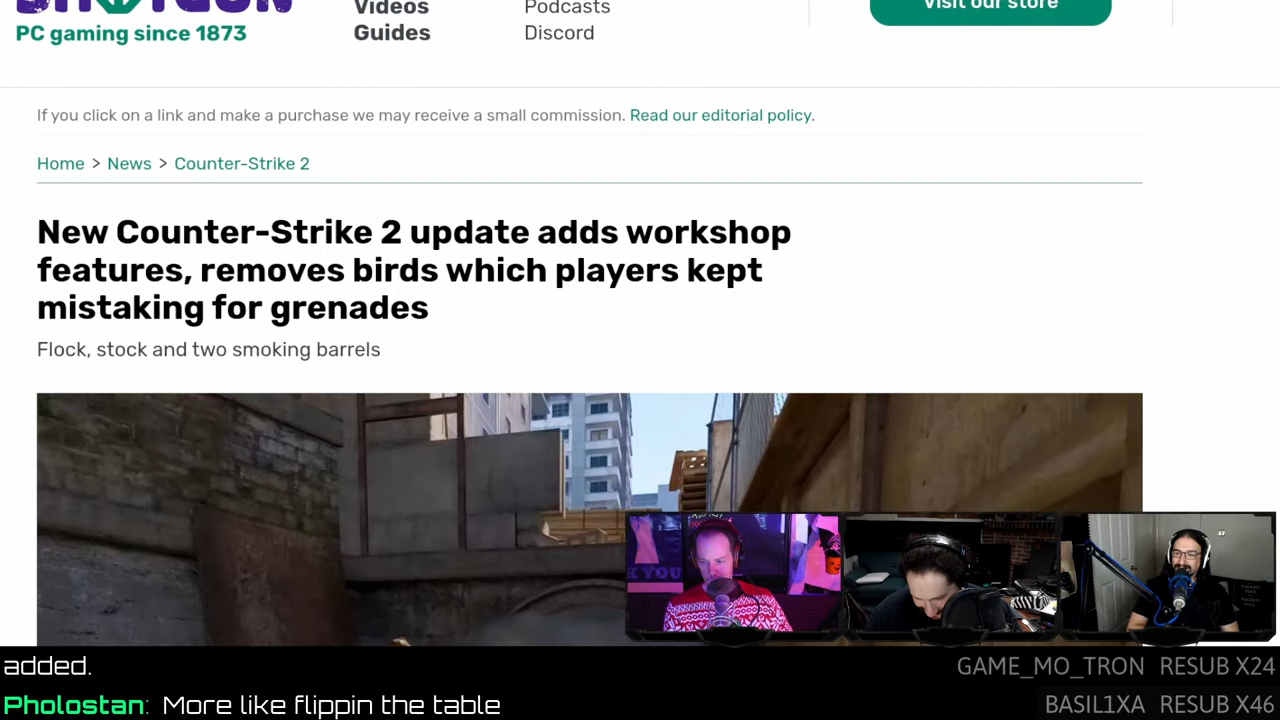 Videos
Podcasts
Visit our store
PC gaming since 1873
Guides
Discord
If you click on a link and make a purchase we may receive a small commission. Read our editorial policy.
Home > News > Counter-Strike 2
New Counter-Strike 2 update adds workshop
features, removes birds which players kept
mistaking for grenades
Flock, stock and two smoking barrels
added.
GAME_MO_TRON RESUB X24
Pholostan: More like flippin the table
BASIL1XA RESUB X46